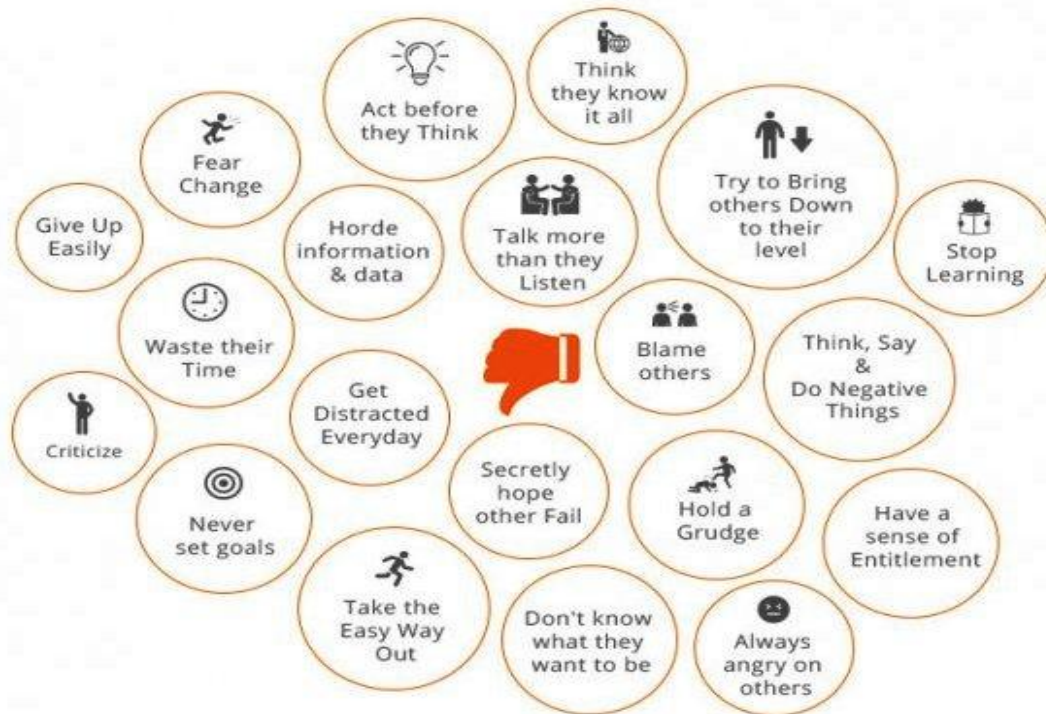 Act before
they Think
Think
they know
it all
Fear
Change
Try to Bring
others Down
to their
level
Give Up
Easily
Horde
information
& data
Talk more
than they
Listen
Stop
Learning
Waste their
Time
Blame
others
Think, Say
&
Do Negative
Things
Criticize
Get
Distracted
Everyday
Never
set goals
Secretly
hope
other Fail
Hold a
Grudge
Have a
sense of
Entitlement
Take the
Easy Way
Out
Don't know
what they
want to be
Always
angry on
others